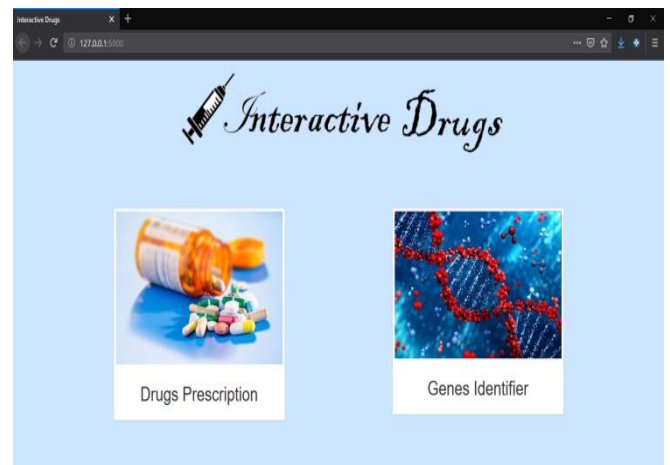 Interactive Drugs
127.0.0.1:5000
Interactive Drugs
Drugs Prescription
Genes Identifier